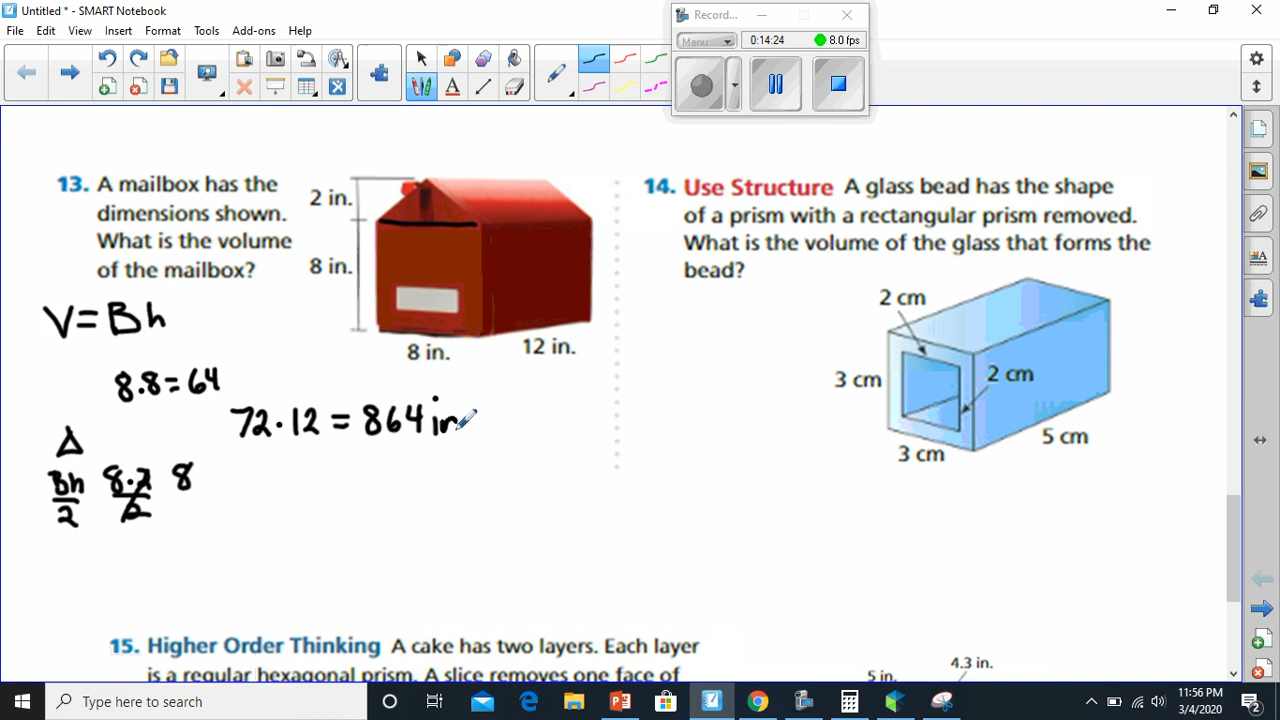 Untitled * - SMART Notebook
File Edit View Insert Format Tools Add-ons Help
Record...
Menu 0:14:24 8.0 fps
13. A mailbox has the
dimensions shown.
What is the volume
of the mailbox?
2 in.
8 in.
8 in. 12 in.
V = Bh
8.8=64
72·12 = 864 in
Δ
Bh/2 8·2/2 8
14. Use Structure A glass bead has the shape
of a prism with a rectangular prism removed.
What is the volume of the glass that forms the
bead?
2 cm
3 cm 2 cm
3 cm 5 cm
15. Higher Order Thinking A cake has two layers. Each layer
is a regular hexagonal prism. A slice removes one face of
4.3 in.
5 in.
Type here to search
11:56 PM
3/4/2020
2